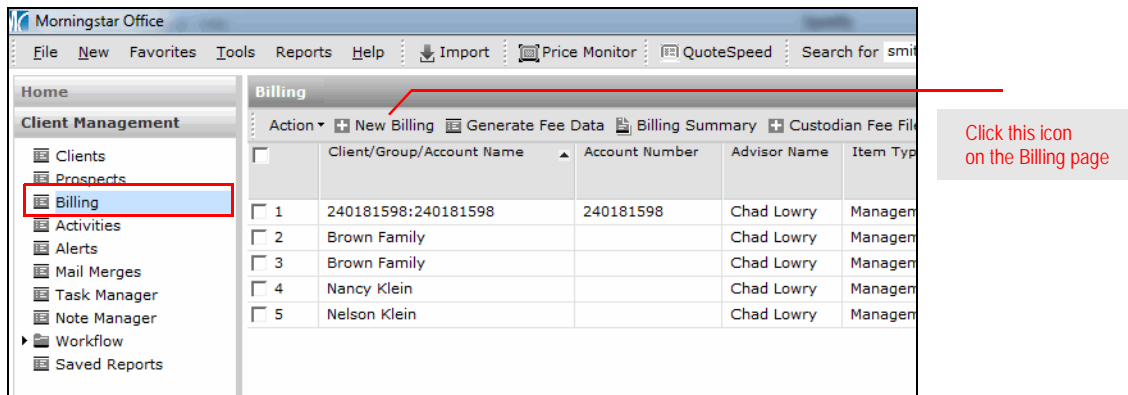 Morningstar Office
File New Favorites Tools Reports Help Import Price Monitor QuoteSpeed Search for smit
Home
Client Management
Clients
Prospects
Billing
Activities
Alerts
Mail Merges
Task Manager
Note Manager
Workflow
Saved Reports
Billing
Action New Billing Generate Fee Data Billing Summary Custodian Fee File
Client/Group/Account Name Account Number Advisor Name Item Typ
1 240181598:240181598 240181598 Chad Lowry Managem
2 Brown Family Chad Lowry Managem
3 Brown Family Chad Lowry Managem
4 Nancy Klein Chad Lowry Managem
5 Nelson Klein Chad Lowry Managem
Click this icon
on the Billing page